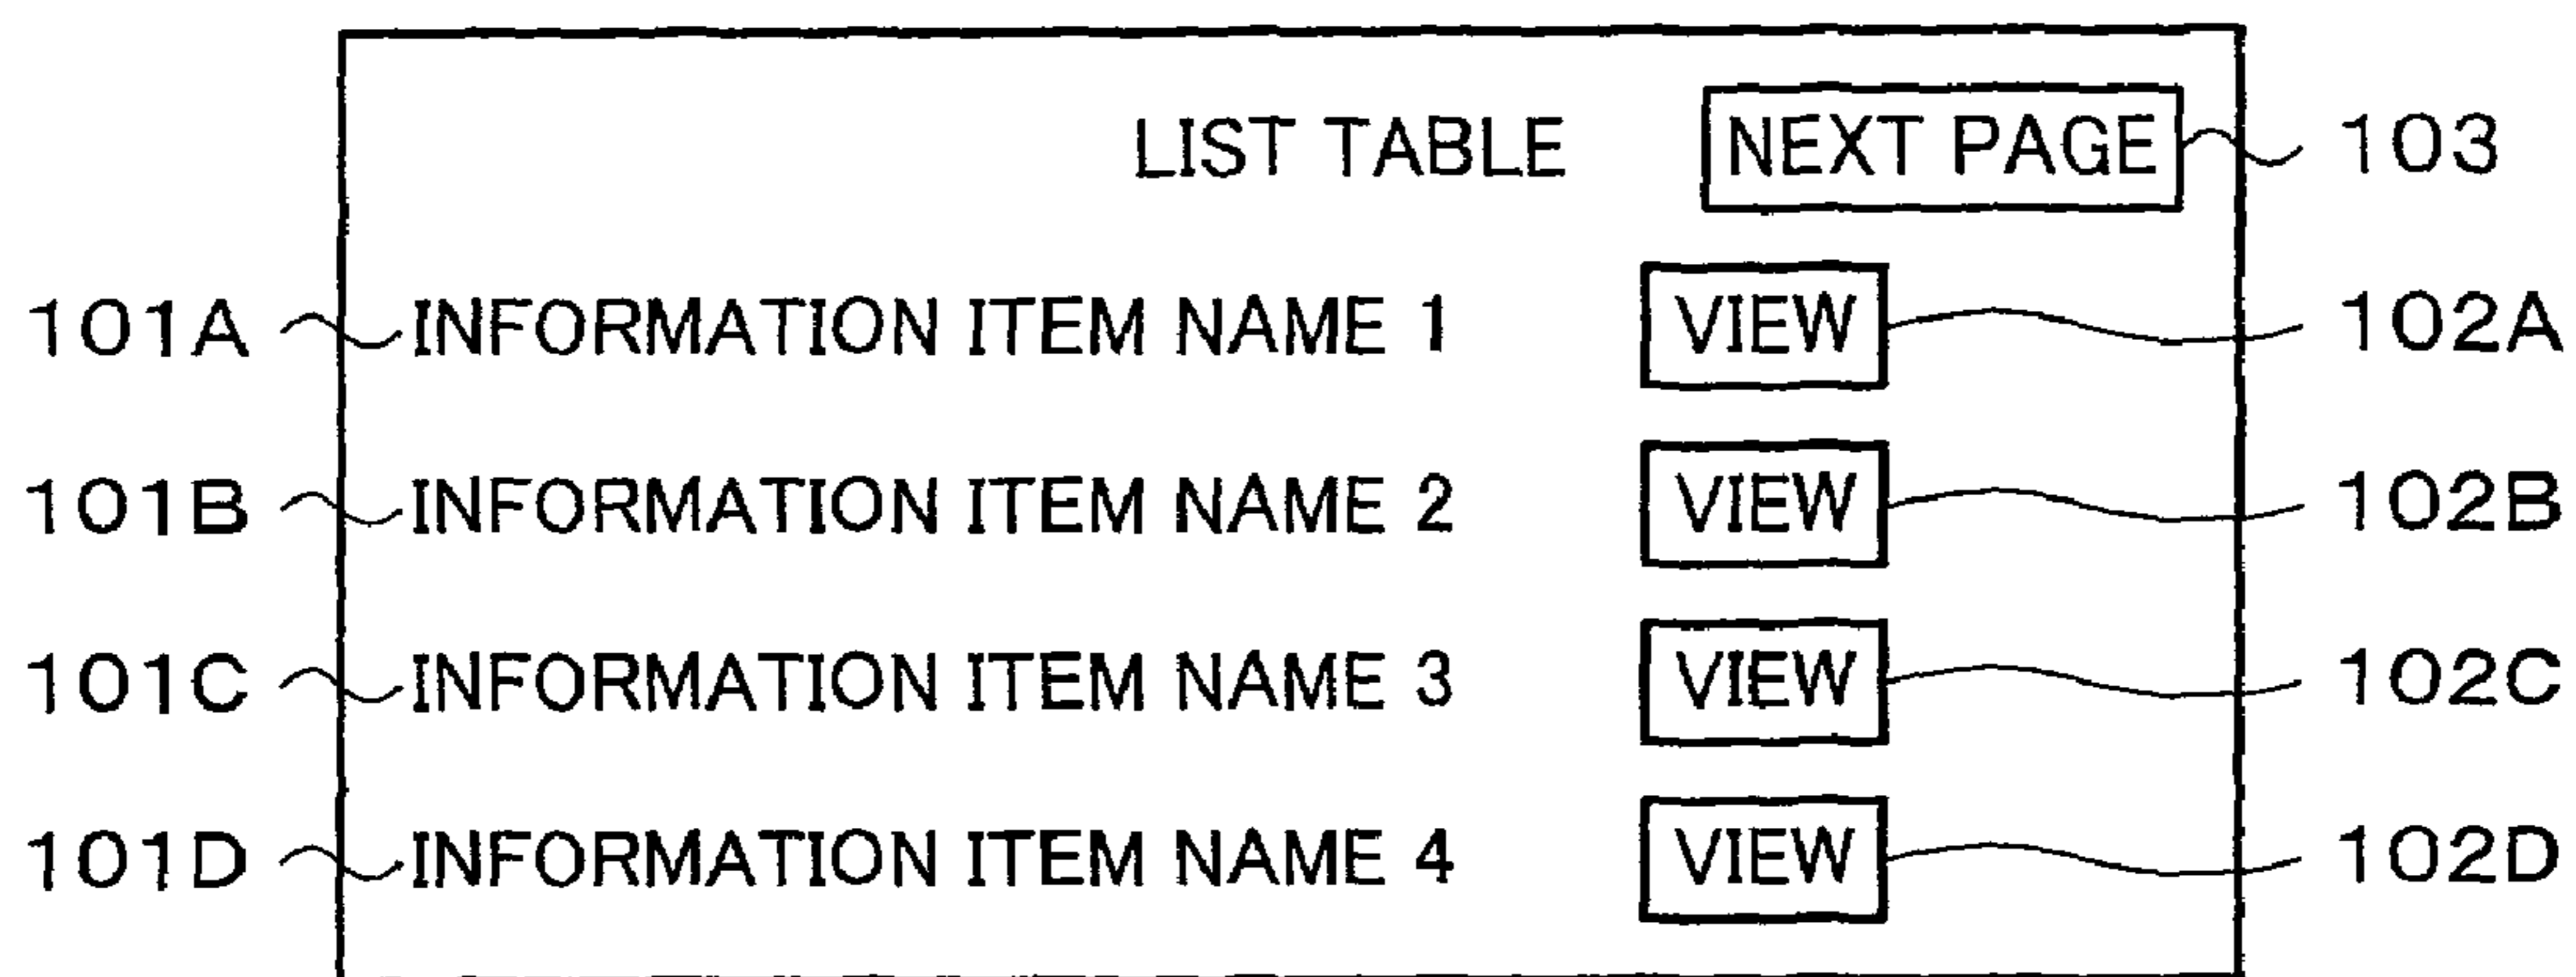 LIST TABLE NEXT PAGE 103
101A INFORMATION ITEM NAME 1 VIEW 102A
101B INFORMATION ITEM NAME 2 VIEW 102B
101C INFORMATION ITEM NAME 3 VIEW 102C
101D INFORMATION ITEM NAME 4 VIEW 102D